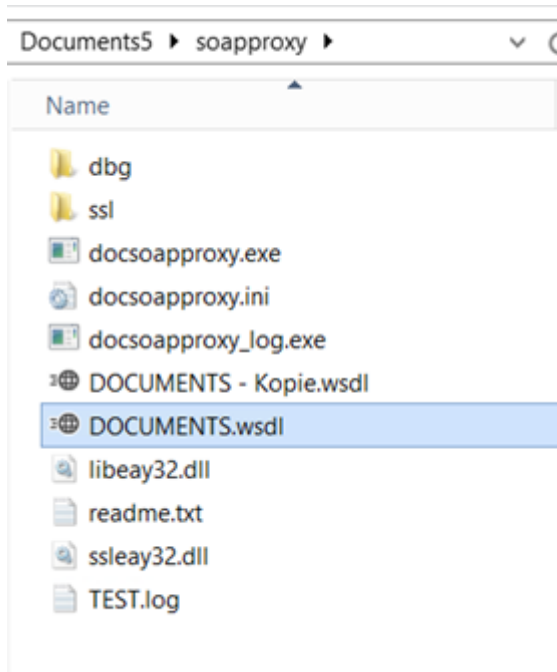 Documents5 ▸ soapproxy ▸
Name
dbg
ssl
docsoapproxy.exe
docsoapproxy.ini
docsoapproxy_log.exe
DOCUMENTS - Kopie.wsdl
DOCUMENTS.wsdl
libeay32.dll
readme.txt
ssleay32.dll
TEST.log